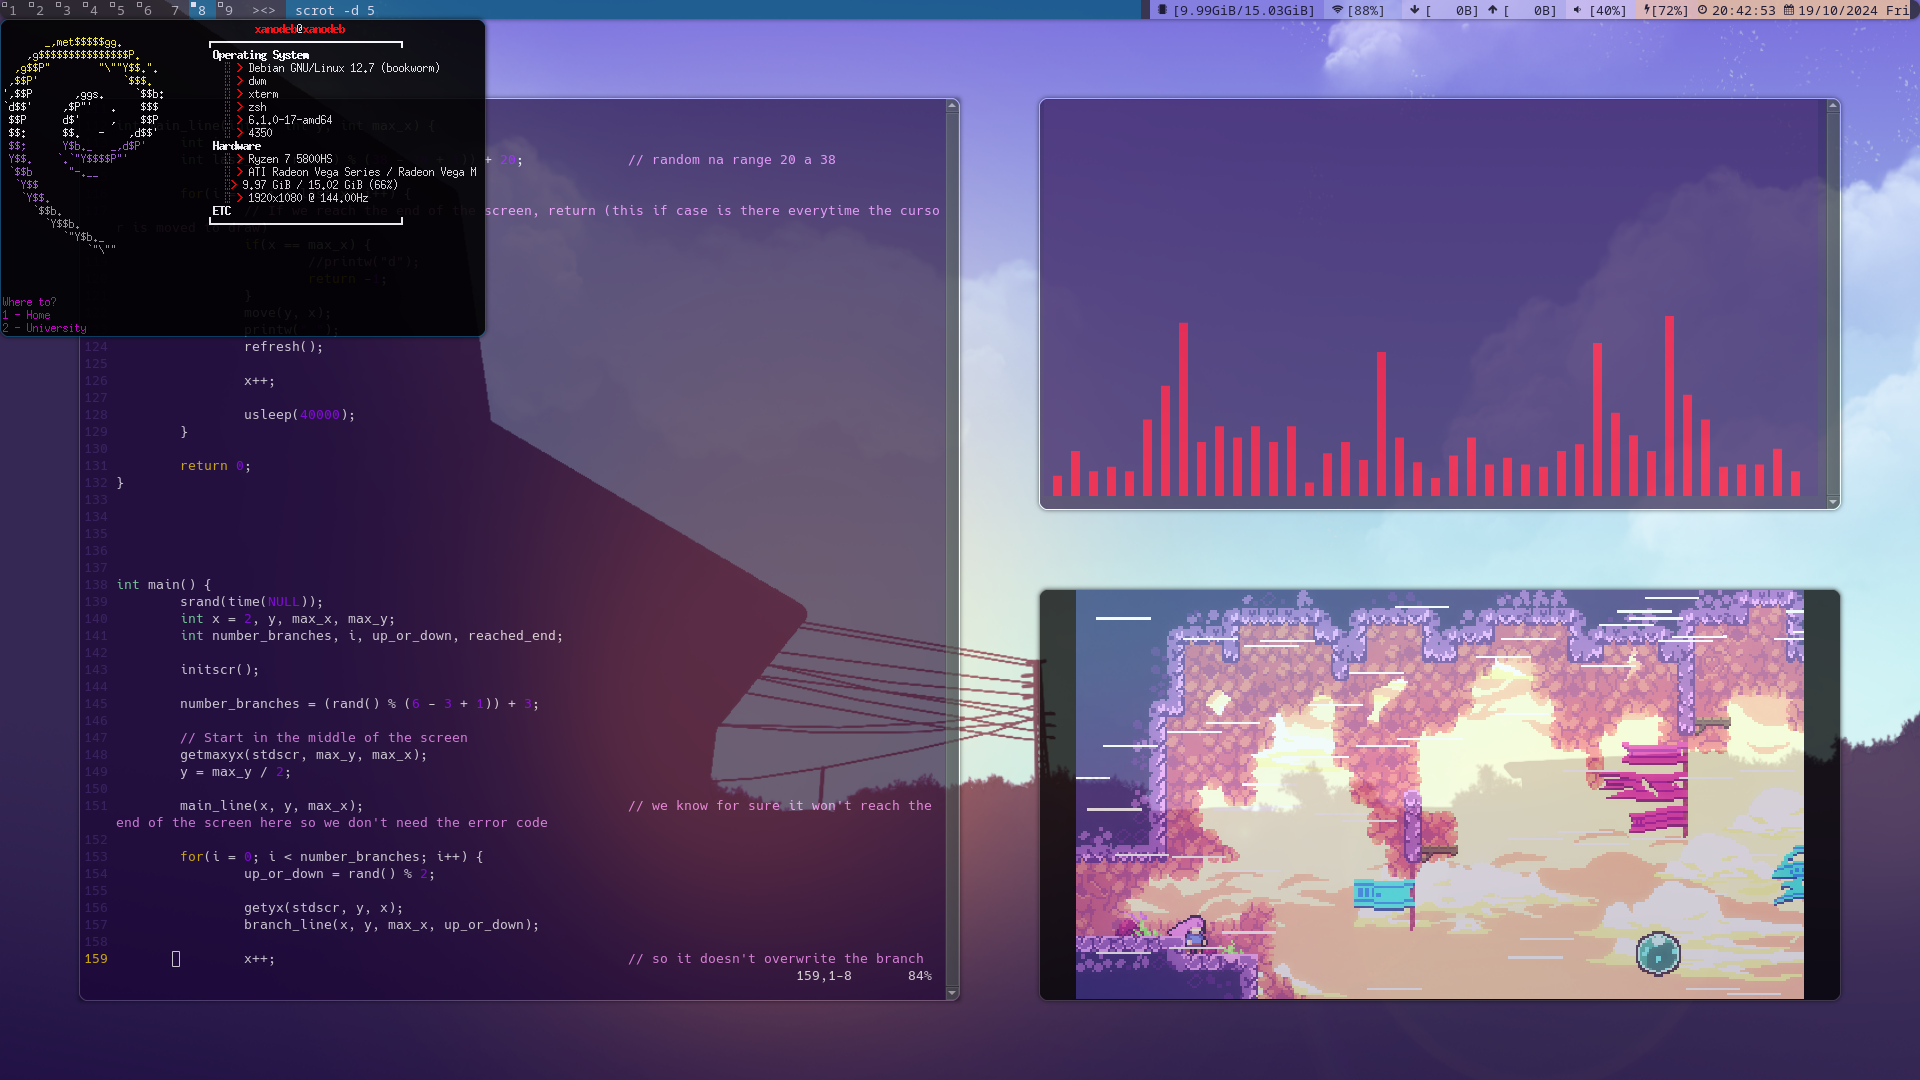 1 2 3 4 5 6 7 8 9 ><> scrot -d 5 [9.99GiB/15.03GiB] [88%] [ 0B] [ 0B] [40%] [72%] 20:42:53 19/10/2024 Fri
xanodeb@xanodeb
Operating System
> Debian GNU/Linux 12.7 (bookworm)
> dwm
> xterm
> zsh
> 6.1.0-17-amd64
> 4350
Hardware
> Ryzen 7 5800HS
> ATI Radeon Vega Series / Radeon Vega M
> 9.97 GiB / 15.02 GiB (66%)
> 1920x1080 @ 144.00Hz
ETC
Where to?
1 - Home
2 - University
+ 20; // random na range 20 a 38
screen, return (this if case is there everytime the curso
r is moved to draw)
if(x == max_x) {
//printw("d");
return -1;
}
move(y, x);
printw(
124 refresh();
125
126 x++;
127
128 usleep(40000);
129 }
130
131 return 0;
132 }
133
134
135
136
137
138 int main() {
139 srand(time(NULL));
140 int x = 2, y, max_x, max_y;
141 int number_branches, i, up_or_down, reached_end;
142
143 initscr();
144
145 number_branches = (rand() % (6 - 3 + 1)) + 3;
146
147 // Start in the middle of the screen
148 getmaxyx(stdscr, max_y, max_x);
149 y = max_y / 2;
150
151 main_line(x, y, max_x); // we know for sure it won't reach the
end of the screen here so we don't need the error code
152
153 for(i = 0; i < number_branches; i++) {
154 up_or_down = rand() % 2;
155
156 getyx(stdscr, y, x);
157 branch_line(x, y, max_x, up_or_down);
158
159 x++; // so it doesn't overwrite the branch
159,1-8 84%